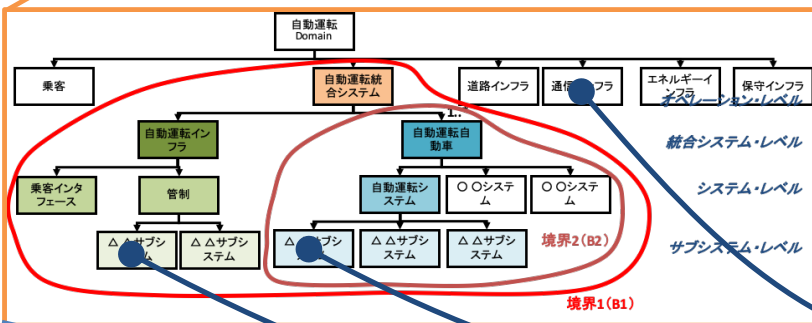 自動運転
Domain
乗客
自動運転統
合システム
道路インフラ
通信インフラ
エネルギーイ
ンフラ
保守インフラ
オペレーション・レベル
1..
自動運転インフ
ラ
自動運転自
動車
統合システム・レベル
乗客インタ
フェース
管制
自動運転シ
ステム
〇〇システ
ム
〇〇システ
ム
システム・レベル
△△サブシ
ステム
△△サブシ
ステム
△△サブシ
ステム
△△サブシ
ステム
△△サブシ
ステム
境界2(B2)
サブシステム・レベル
境界1(B1)